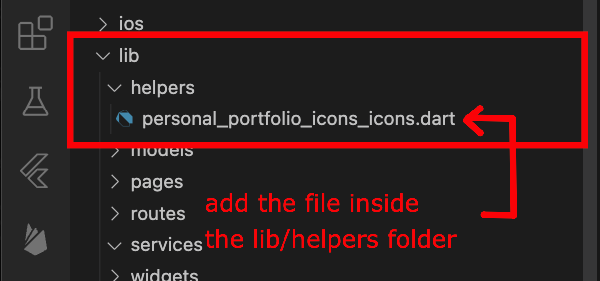 ios
lib
helpers
personal_portfolio_icons_icons.dart
models
pages
routes
services
widgets
add the file inside
the lib/helpers folder